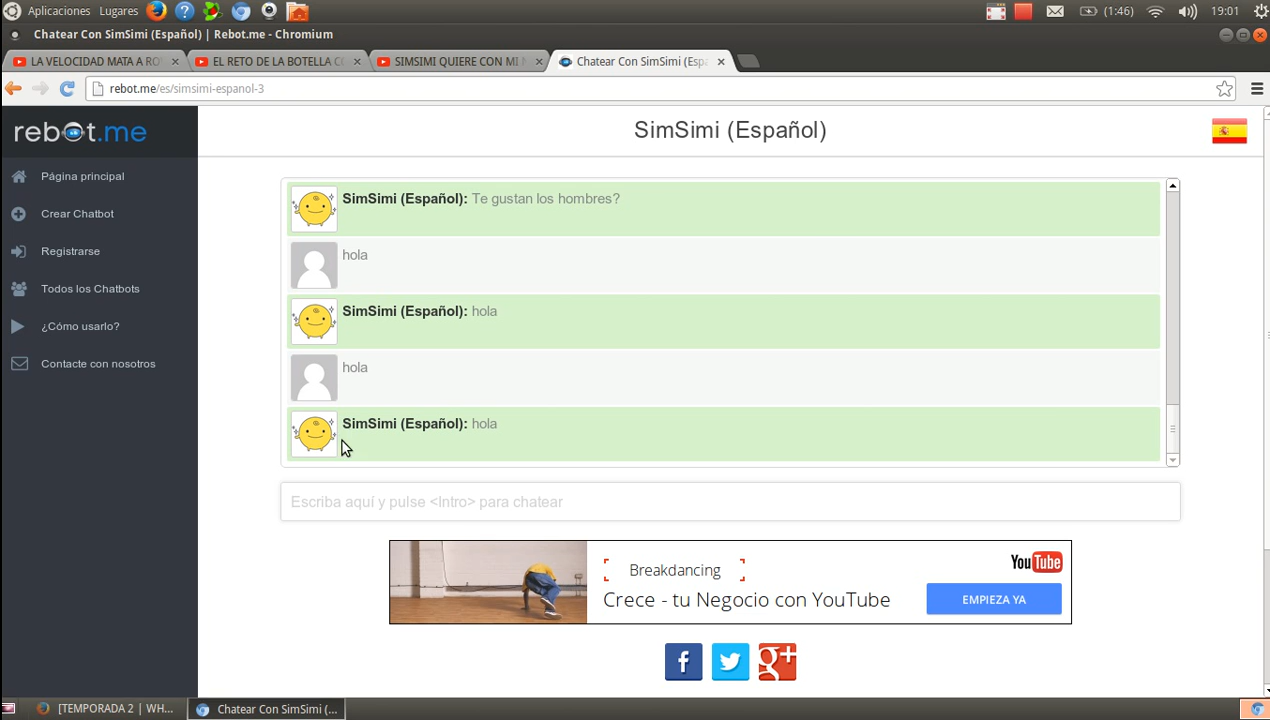 Aplicaciones Lugares
(1:46)
19:01
Chatear Con SimSimi (Español) | Rebot.me - Chromium
LA VELOCIDAD MATA A RO
EL RETO DE LA BOTELLA CO
SIMSIMI QUIERE CON MI M
Chatear Con SimSimi (Espa
rebot.me/es/simsimi-espanol-3
rebot.me
SimSimi (Español)
Página principal
Crear Chatbot
Registrarse
Todos los Chatbots
¿Cómo usarlo?
Contacte con nosotros
SimSimi (Español): Te gustan los hombres?
hola
SimSimi (Español): hola
hola
SimSimi (Español): hola
Escriba aquí y pulse <Intro> para chatear
Breakdancing
YouTube
Crece - tu Negocio con YouTube
EMPIEZA YA
[TEMPORADA 2 | WH...
Chatear Con SimSimi (...